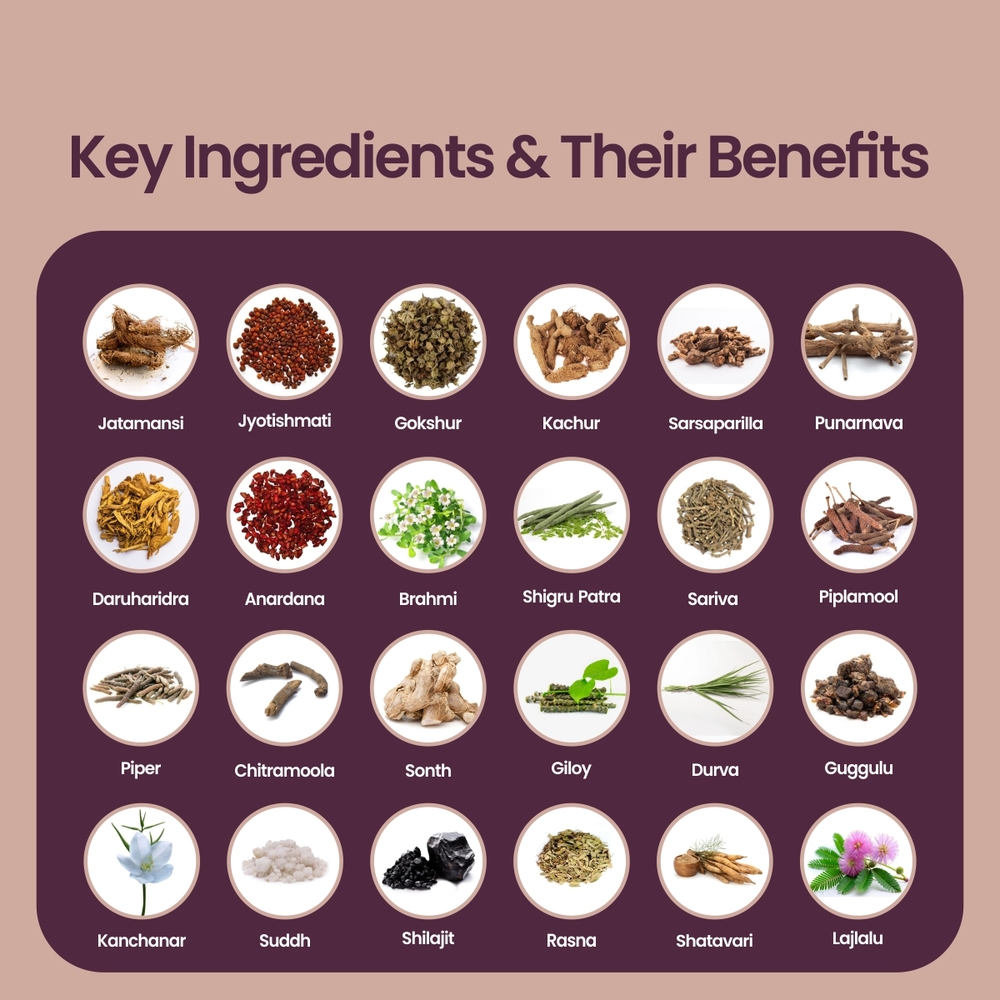 Key Ingredients & Their Benefits
Jatamansi
Jyotishmati
Gokshur
Kachur
Sarsaparilla
Punarnava
Daruharidra
Anardana
Brahmi
Shigru Patra
Sariva
Piplamool
Piper
Chitramoola
Sonth
Giloy
Durva
Guggulu
Kanchanar
Suddh
Shilajit
Rasna
Shatavari
Lajlalu